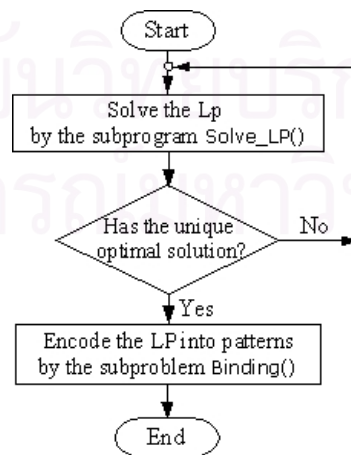 Start
Solve the Lp
by the subprogram Solve_LP()
Has the unique
optimal solution?
No
Yes
Encode the LP into patterns
by the subproblem Binding()
End